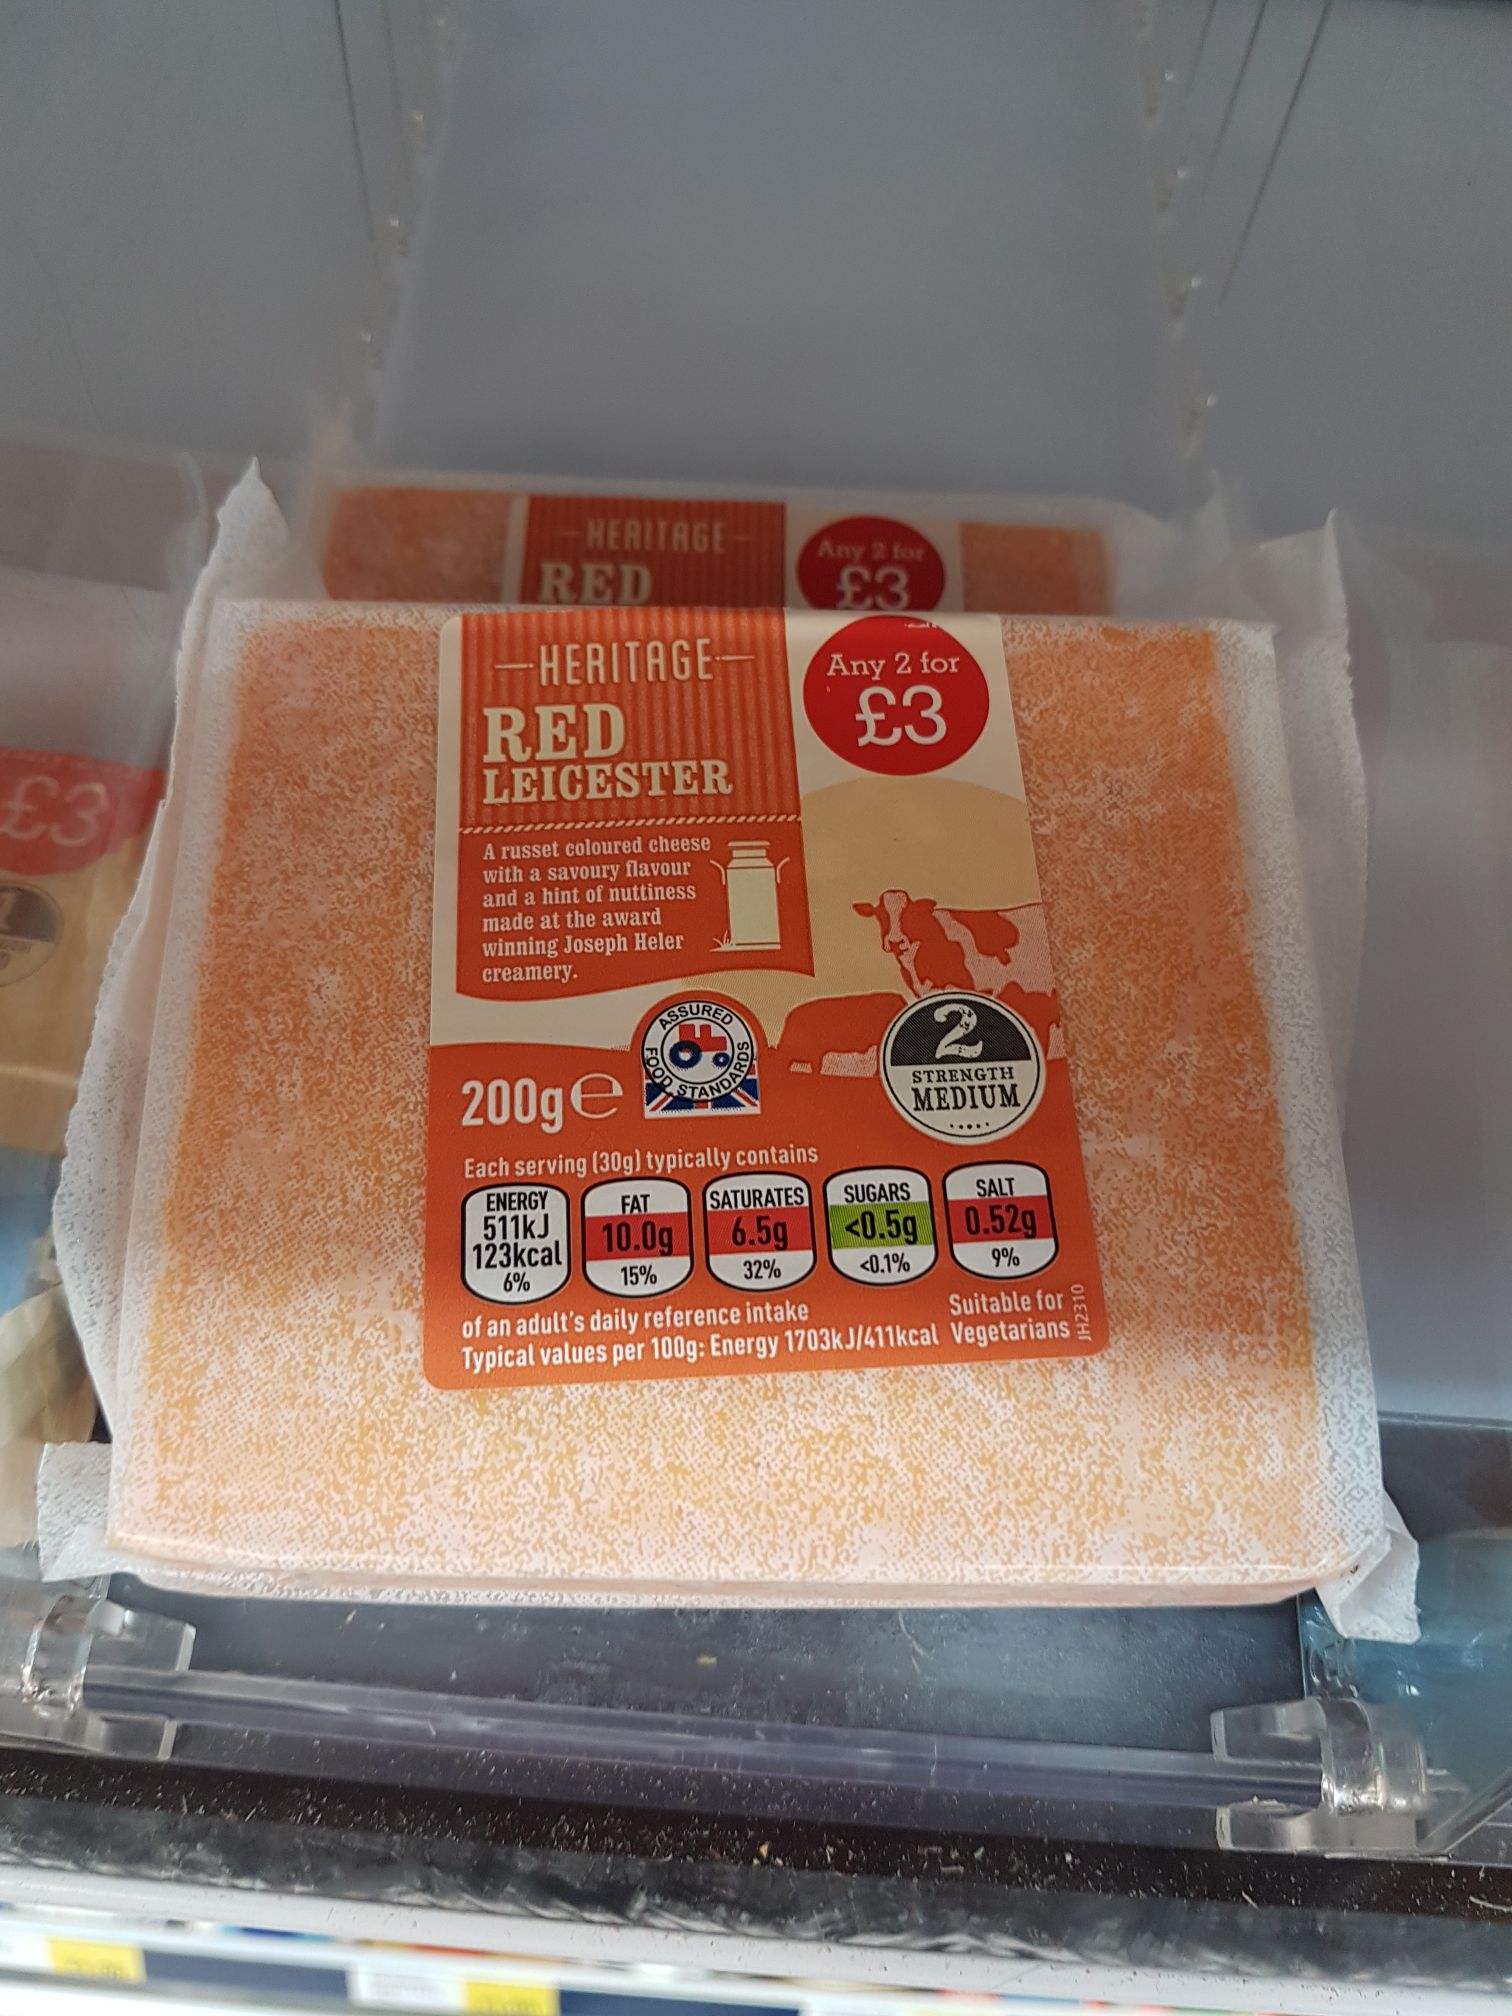 HERITAGE
RED
Any 2 for
£3
HERITAGE
RED
LEICESTER
Any 2 for
£3
£3
1
A russet coloured cheese
with a savoury flavour
and a hint of nuttiness
made at the award
winning Joseph Heler
creamery.
200g℮
ASSURED
FOOD STANDARDS
2
STRENGTH
MEDIUM
Each serving (30g) typically contains
ENERGY
511kJ
123kcal
6%
FAT
10.0g
15%
SATURATES
6.5g
32%
SUGARS
<0.5g
<0.1%
SALT
0.52g
9%
of an adult's daily reference intake
Typical values per 100g: Energy 1703kJ/411kcal
Suitable for
Vegetarians
JH2310